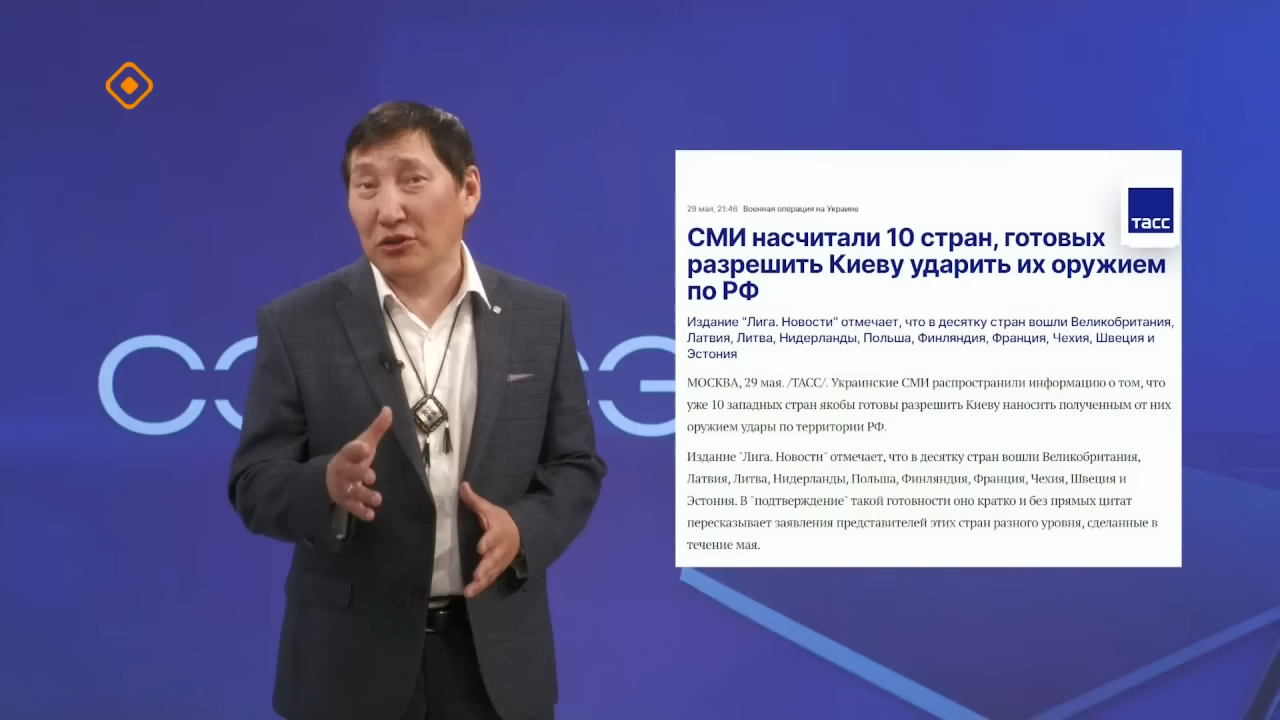 29 мая, 21:46 Военная операция на Украине
ТАСС
СМИ насчитали 10 стран, готовых
разрешить Киеву ударить их оружием
по РФ
Издание "Лига. Новости" отмечает, что в десятку стран вошли Великобритания,
Латвия, Литва, Нидерланды, Польша, Финляндия, Франция, Чехия, Швеция и
Эстония
МОСКВА, 29 мая. /ТАСС/. Украинские СМИ распространили информацию о том, что
уже 10 западных стран якобы готовы разрешить Киеву наносить полученным от них
оружием удары по территории РФ.
Издание "Лига. Новости" отмечает, что в десятку стран вошли Великобритания,
Латвия, Литва, Нидерланды, Польша, Финляндия, Франция, Чехия, Швеция и
Эстония. В "подтверждение" такой готовности оно кратко и без прямых цитат
пересказывает заявления представителей этих стран разного уровня, сделанные в
течение мая.